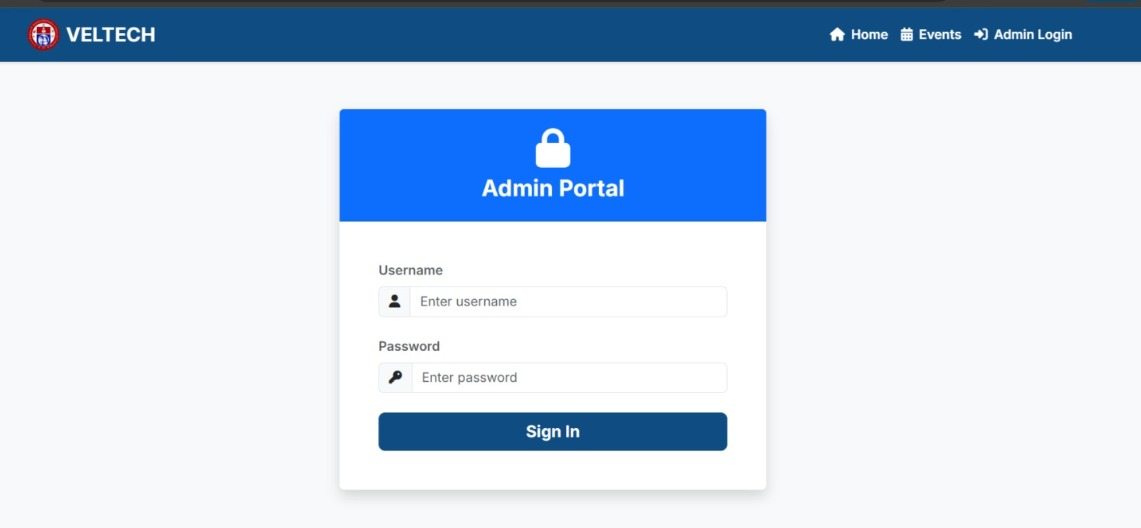 VELTECH
Home Events Admin Login
Admin Portal
Username
Enter username
Password
Enter password
Sign In